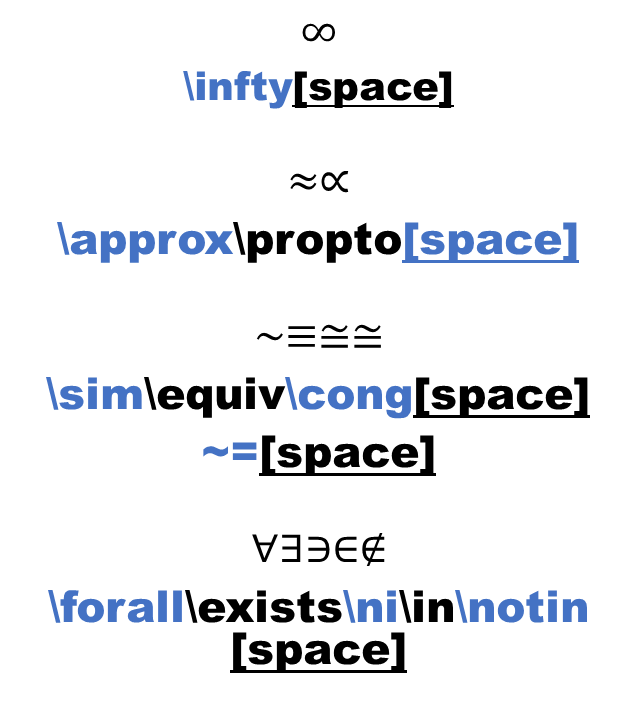 ∞
\infty[space]
≈∝
\approx\propto[space]
~≡≅≅
\sim\equiv\cong[space]
~=[space]
∀∃∋∈∉
\forall\exists\ni\in\notin
[space]